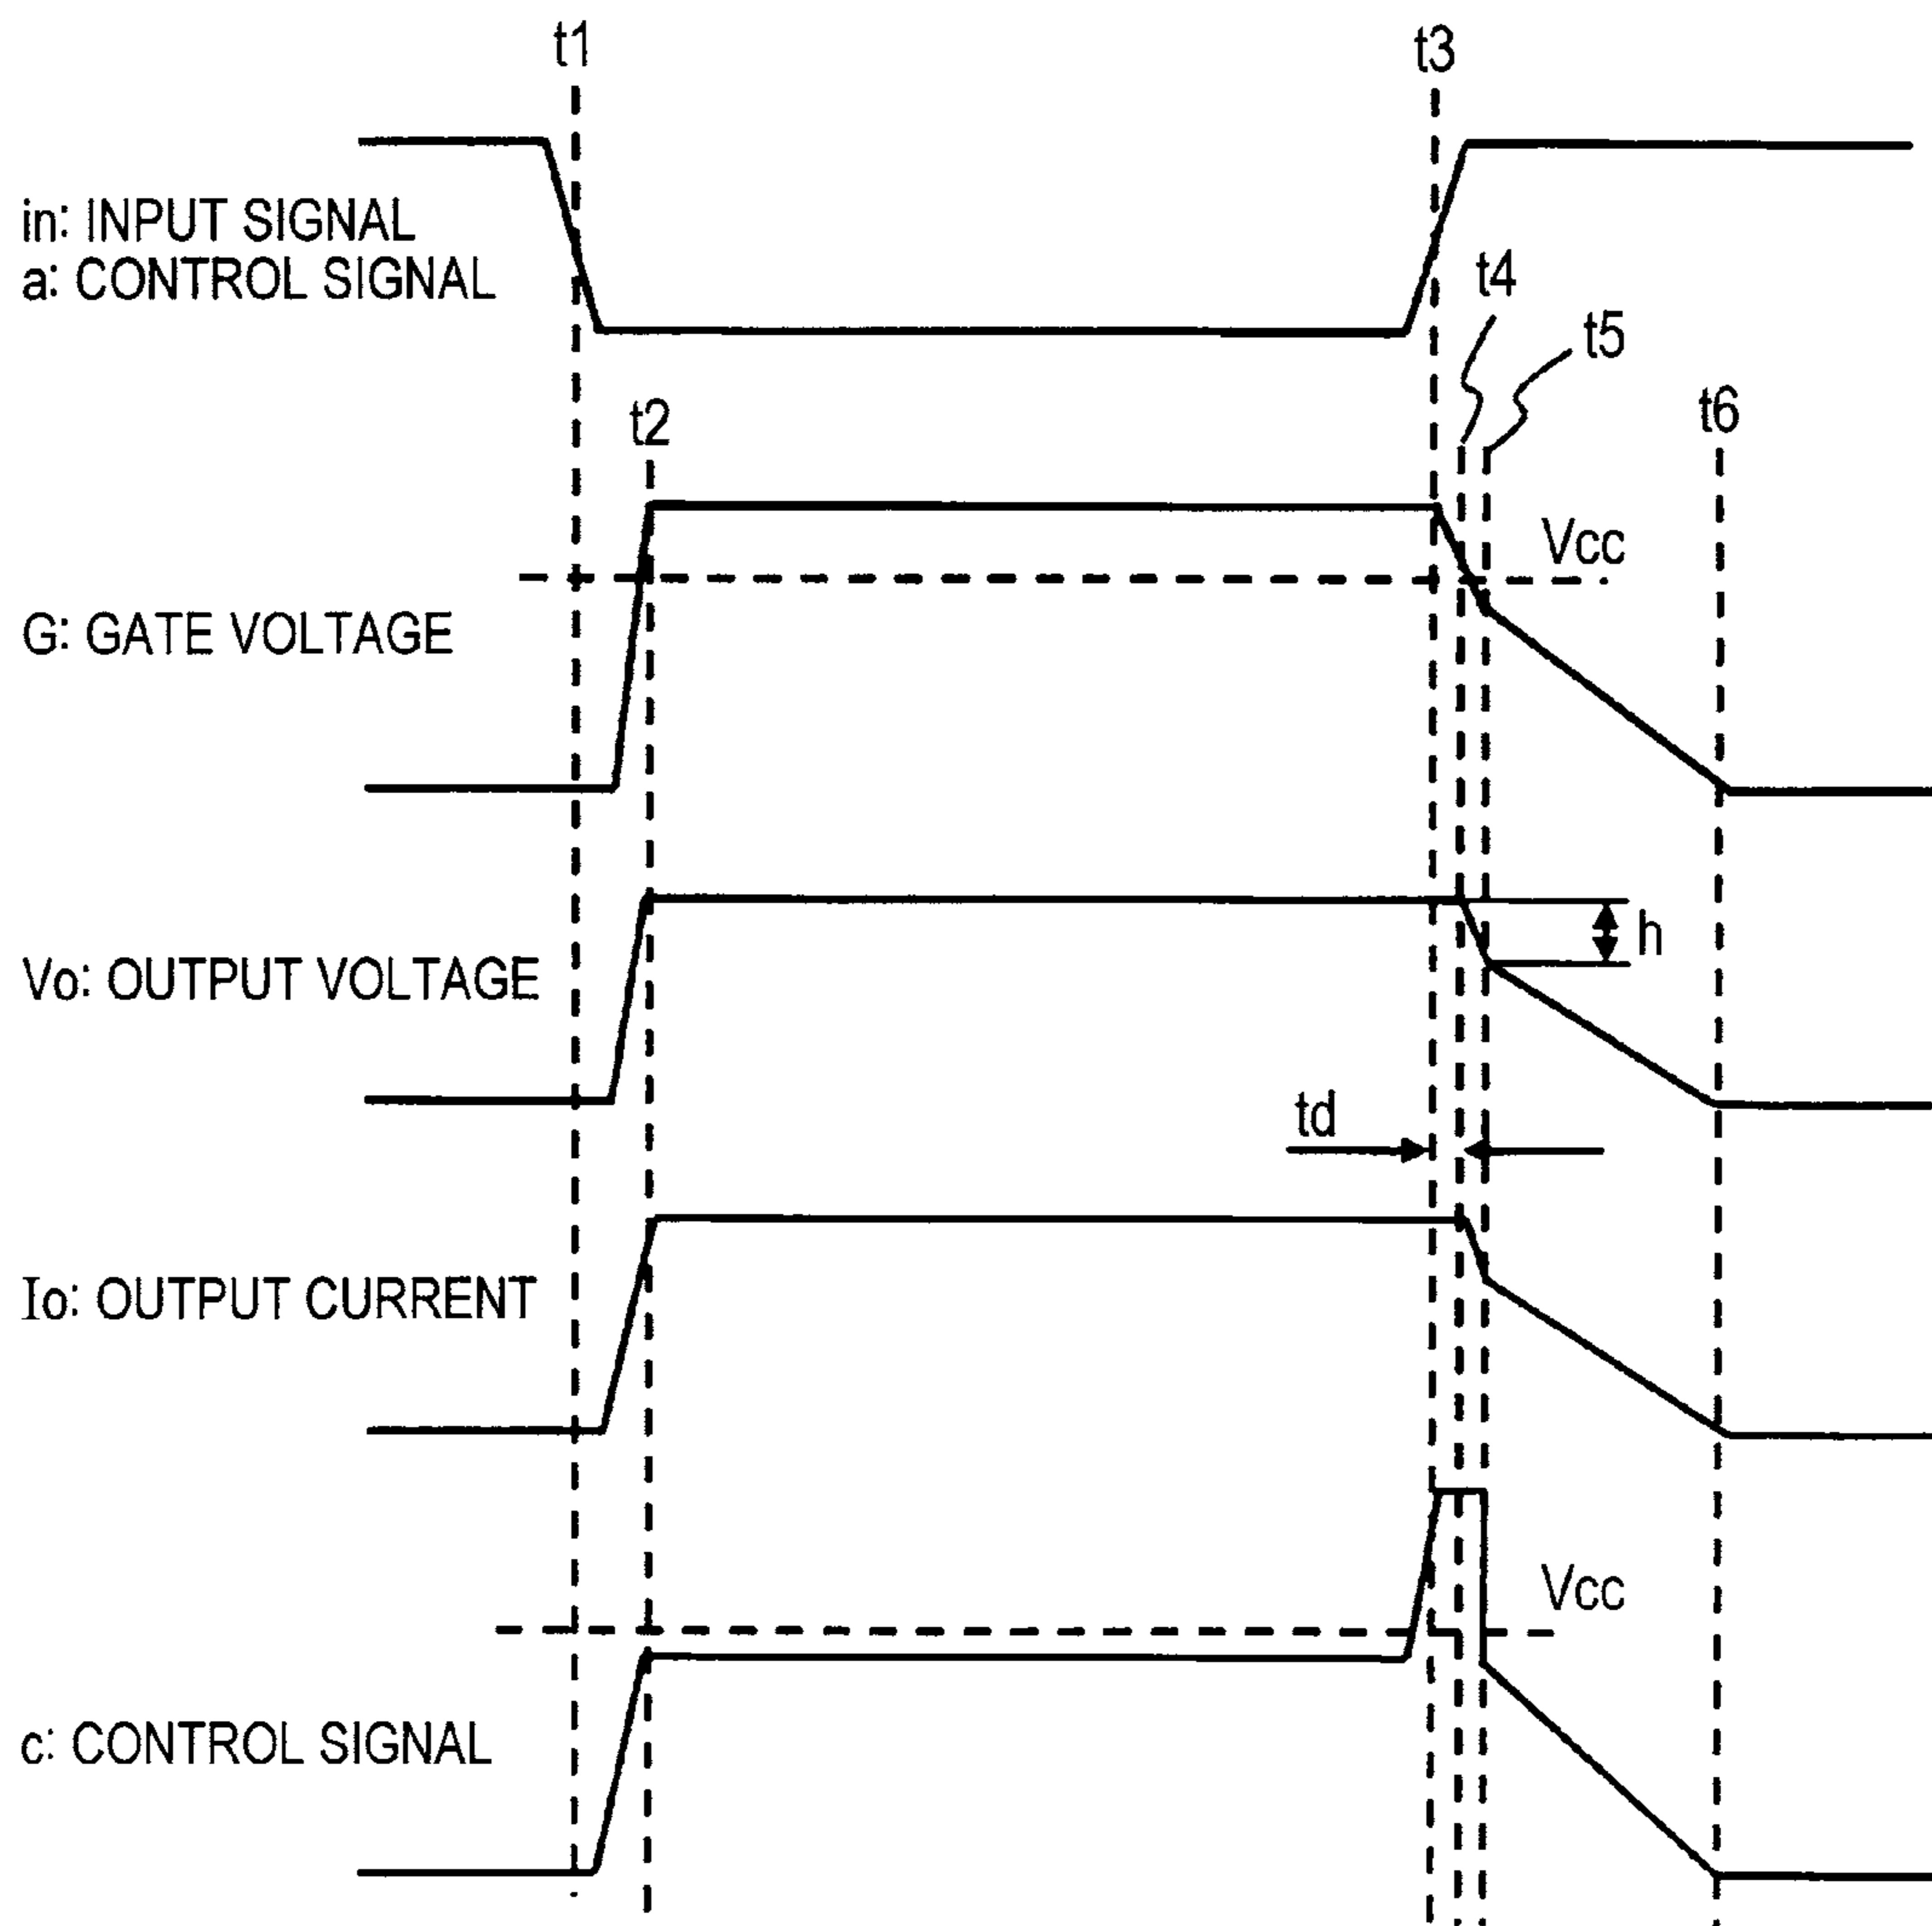 t1
t3
in: INPUT SIGNAL
a: CONTROL SIGNAL
t4
t5
t2
t6
Vcc
G: GATE VOLTAGE
h
Vo: OUTPUT VOLTAGE
td
Io: OUTPUT CURRENT
Vcc
c: CONTROL SIGNAL